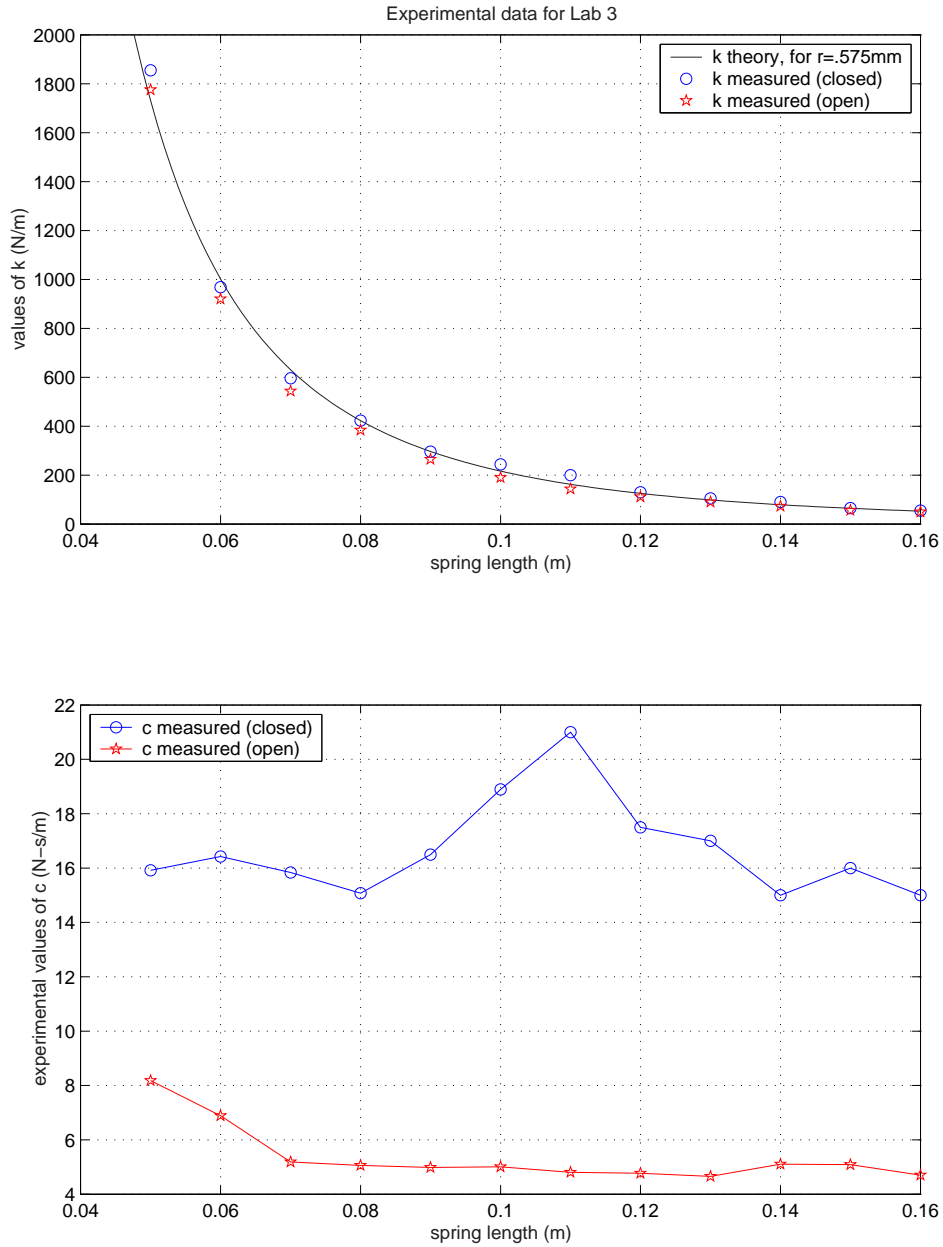 Experimental data for Lab 3
2000
1800
1600
1400
1200
1000
800
600
400
200
0
values of k (N/m)
k theory, for r=.575mm
k measured (closed)
k measured (open)
0.04 0.06 0.08 0.1 0.12 0.14 0.16
spring length (m)
22
20
18
16
14
12
10
8
6
4
experimental values of c (N−s/m)
c measured (closed)
c measured (open)
0.04 0.06 0.08 0.1 0.12 0.14 0.16
spring length (m)